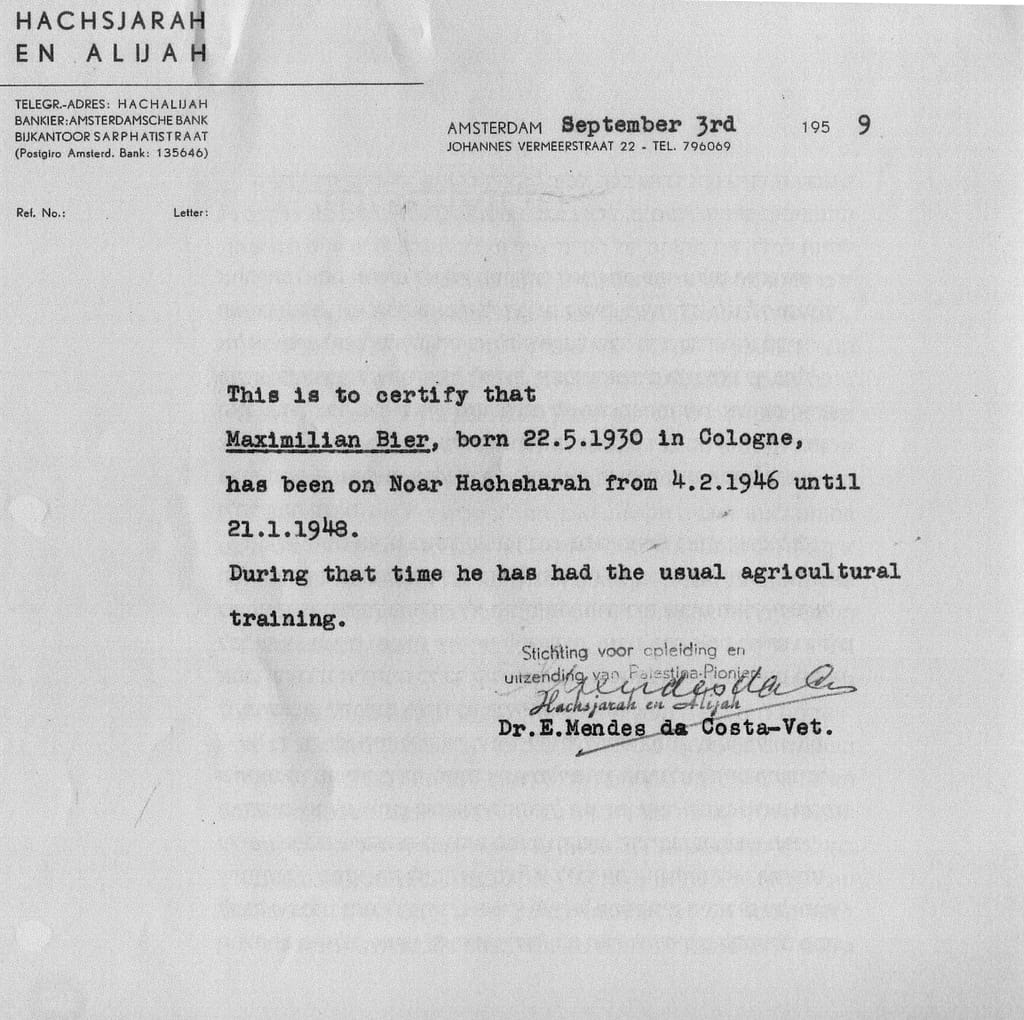 HACHSJARAH
EN ALIJAH
TELEGR.-ADRES: HACHALIJAH
BANKIER: AMSTERDAMSCHE BANK
BIJKANTOOR SARPHATISTRAAT
(Postgiro Amsterd. Bank: 135646)
AMSTERDAM September 3rd 195 9
JOHANNES VERMEERSTRAAT 22 - TEL. 796069
Ref. No.: Letter:
This is to certify that
Maximilian Bier, born 22.5.1930 in Cologne,
has been on Noar Hachsharah from 4.2.1946 until
21.1.1948.
During that time he has had the usual agricultural
training.
Stichting voor opleiding en
uitzending van Palestina-Pioniers
Hachsjarah en Alijah
Dr.E.Mendes da Costa-Vet.